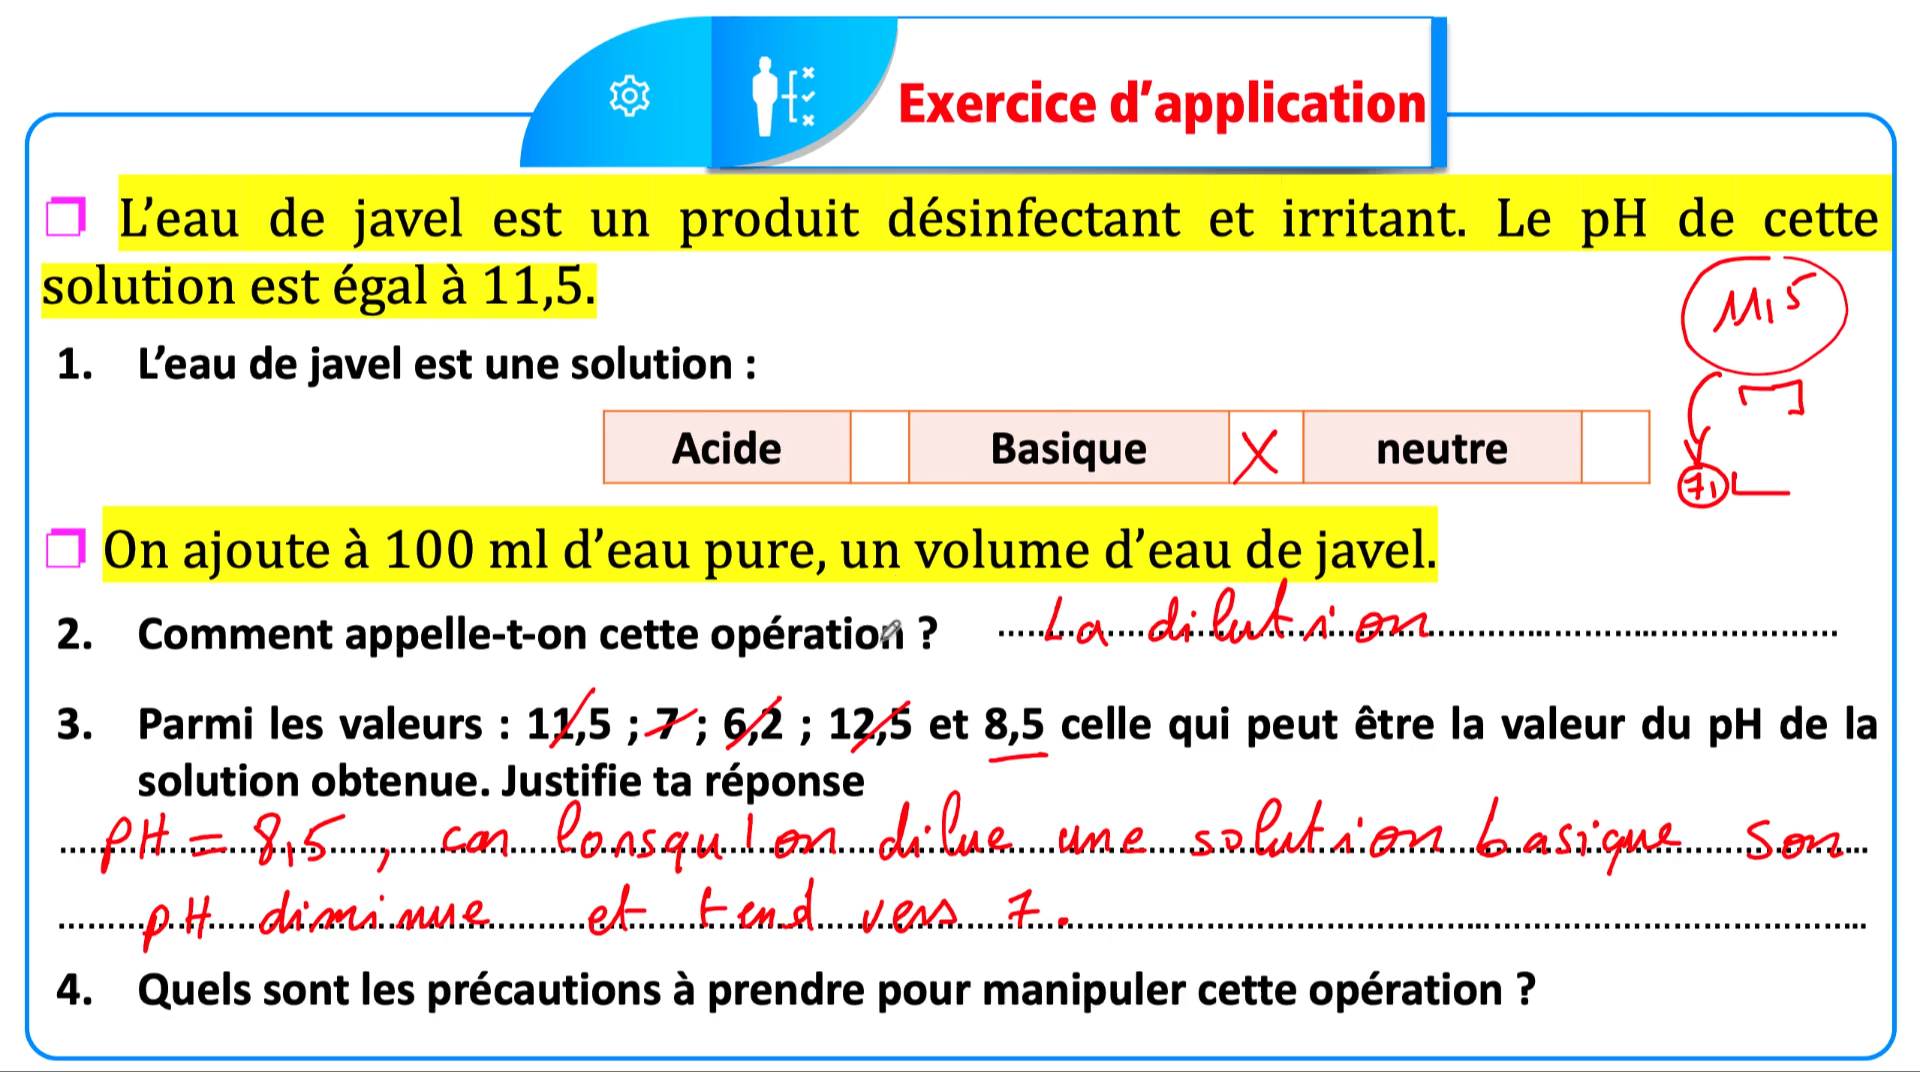 Exercice d’application
L’eau de javel est un produit désinfectant et irritant. Le pH de cette
solution est égal à 11,5.
11,5
1. L’eau de javel est une solution :
Acide Basique X neutre
7,
On ajoute à 100 ml d’eau pure, un volume d’eau de javel.
2. Comment appelle-t-on cette opération ? La dilution
3. Parmi les valeurs : 11,5 ; 7 ; 6,2 ; 12,5 et 8,5 celle qui peut être la valeur du pH de la
solution obtenue. Justifie ta réponse
pH = 8,5 , car lorsqu'on dilue une solution basique son
pH diminue et tend vers 7.
4. Quels sont les précautions à prendre pour manipuler cette opération ?